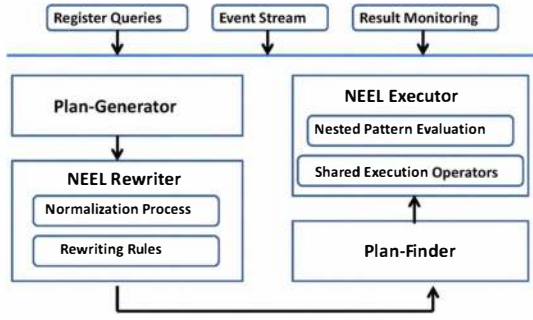 Register Queries
Event Stream
Result Monitoring
Plan-Generator
NEEL Rewriter
Normalization Process
Rewriting Rules
NEEL Executor
Nested Pattern Evaluation
Shared Execution Operators
Plan-Finder